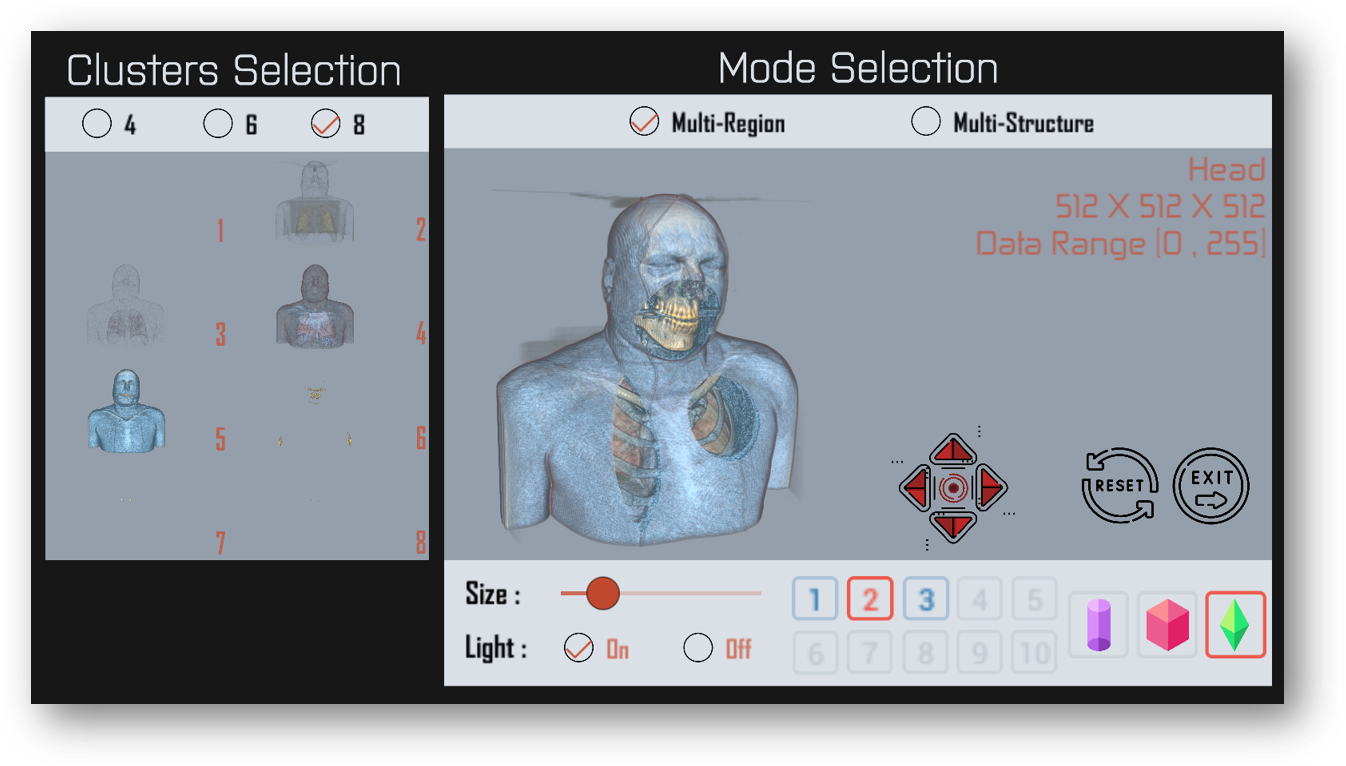 Clusters Selection
4 6 8
1 2
3 4
5 6
7 8
Mode Selection
Multi-Region Multi-Structure
Head
512 X 512 X 512
Data Range [0 , 255]
RESET EXIT
Size :
Light : On Off
1 2 3 4 5
6 7 8 9 10